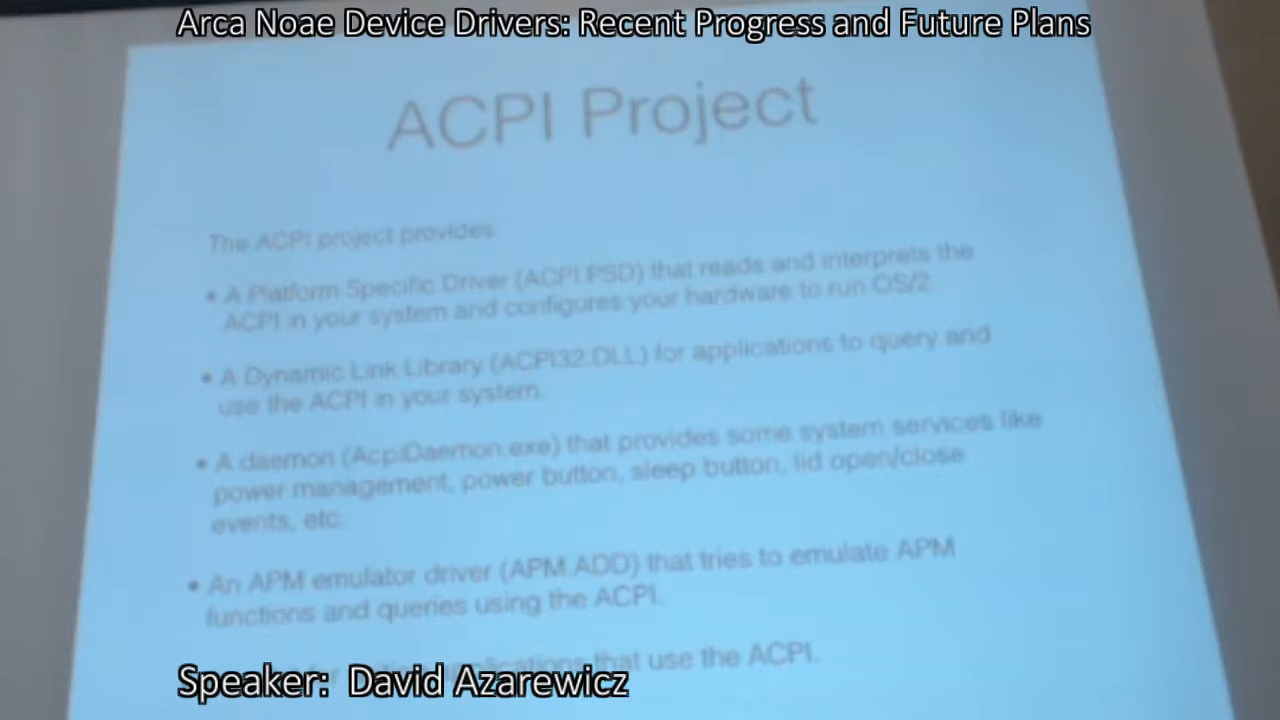 Arca Noae Device Drivers: Recent Progress and Future Plans
ACPI Project
The ACPI project provides
• A Platform Specific Driver (ACPI.PSD) that reads and interprets the
ACPI in your system and configures your hardware to run OS/2.
• A Dynamic Link Library (ACPI32.DLL) for applications to query and
use the ACPI in your system.
• A daemon (AcpiDaemon.exe) that provides some system services like
power management, power button, sleep button, lid open/close
events, etc.
• An APM emulator driver (APM.ADD) that tries to emulate APM
functions and queries using the ACPI.
applications that use the ACPI.
Speaker: David Azarewicz